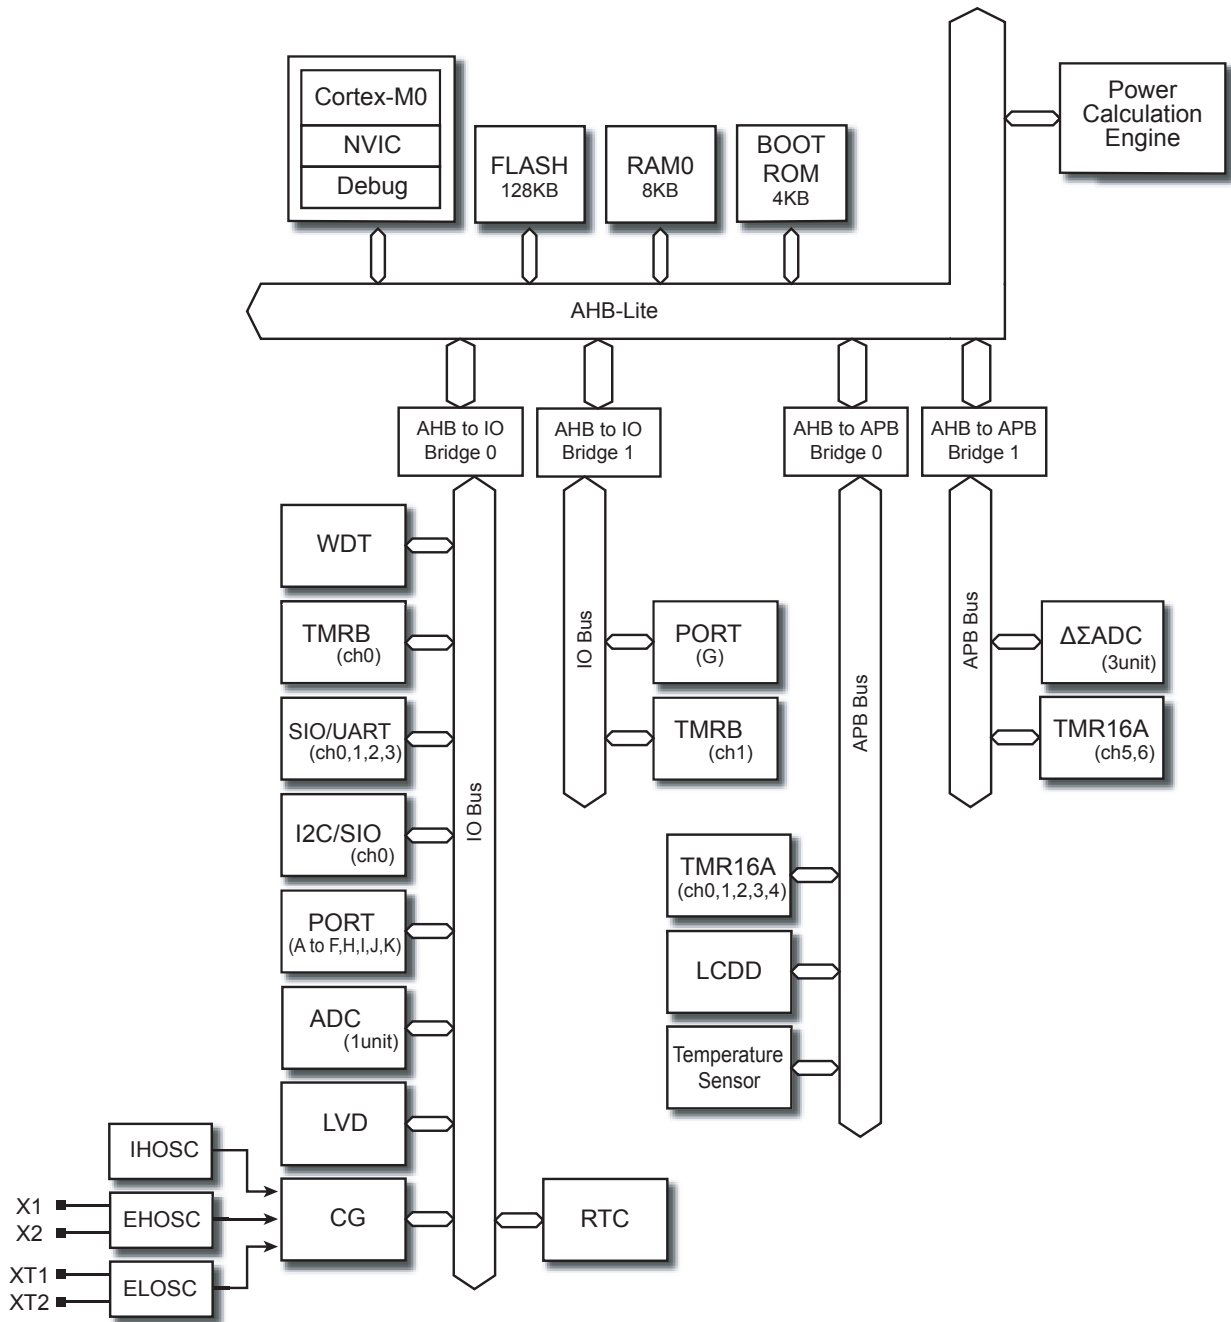 Cortex-M0
NVIC
Debug
FLASH
128KB
RAM0
8KB
BOOT
ROM
4KB
Power
Calculation
Engine
AHB-Lite
AHB to IO
Bridge 0
AHB to IO
Bridge 1
AHB to APB
Bridge 0
AHB to APB
Bridge 1
WDT
TMRB
(ch0)
SIO/UART
(ch0,1,2,3)
I2C/SIO
(ch0)
PORT
(A to F,H,I,J,K)
ADC
(1unit)
LVD
CG
IO Bus
RTC
IHOSC
X1
X2
EHOSC
XT1
XT2
ELOSC
IO Bus
PORT
(G)
TMRB
(ch1)
APB Bus
TMR16A
(ch0,1,2,3,4)
LCDD
Temperature
Sensor
APB Bus
ΔΣADC
(3unit)
TMR16A
(ch5,6)